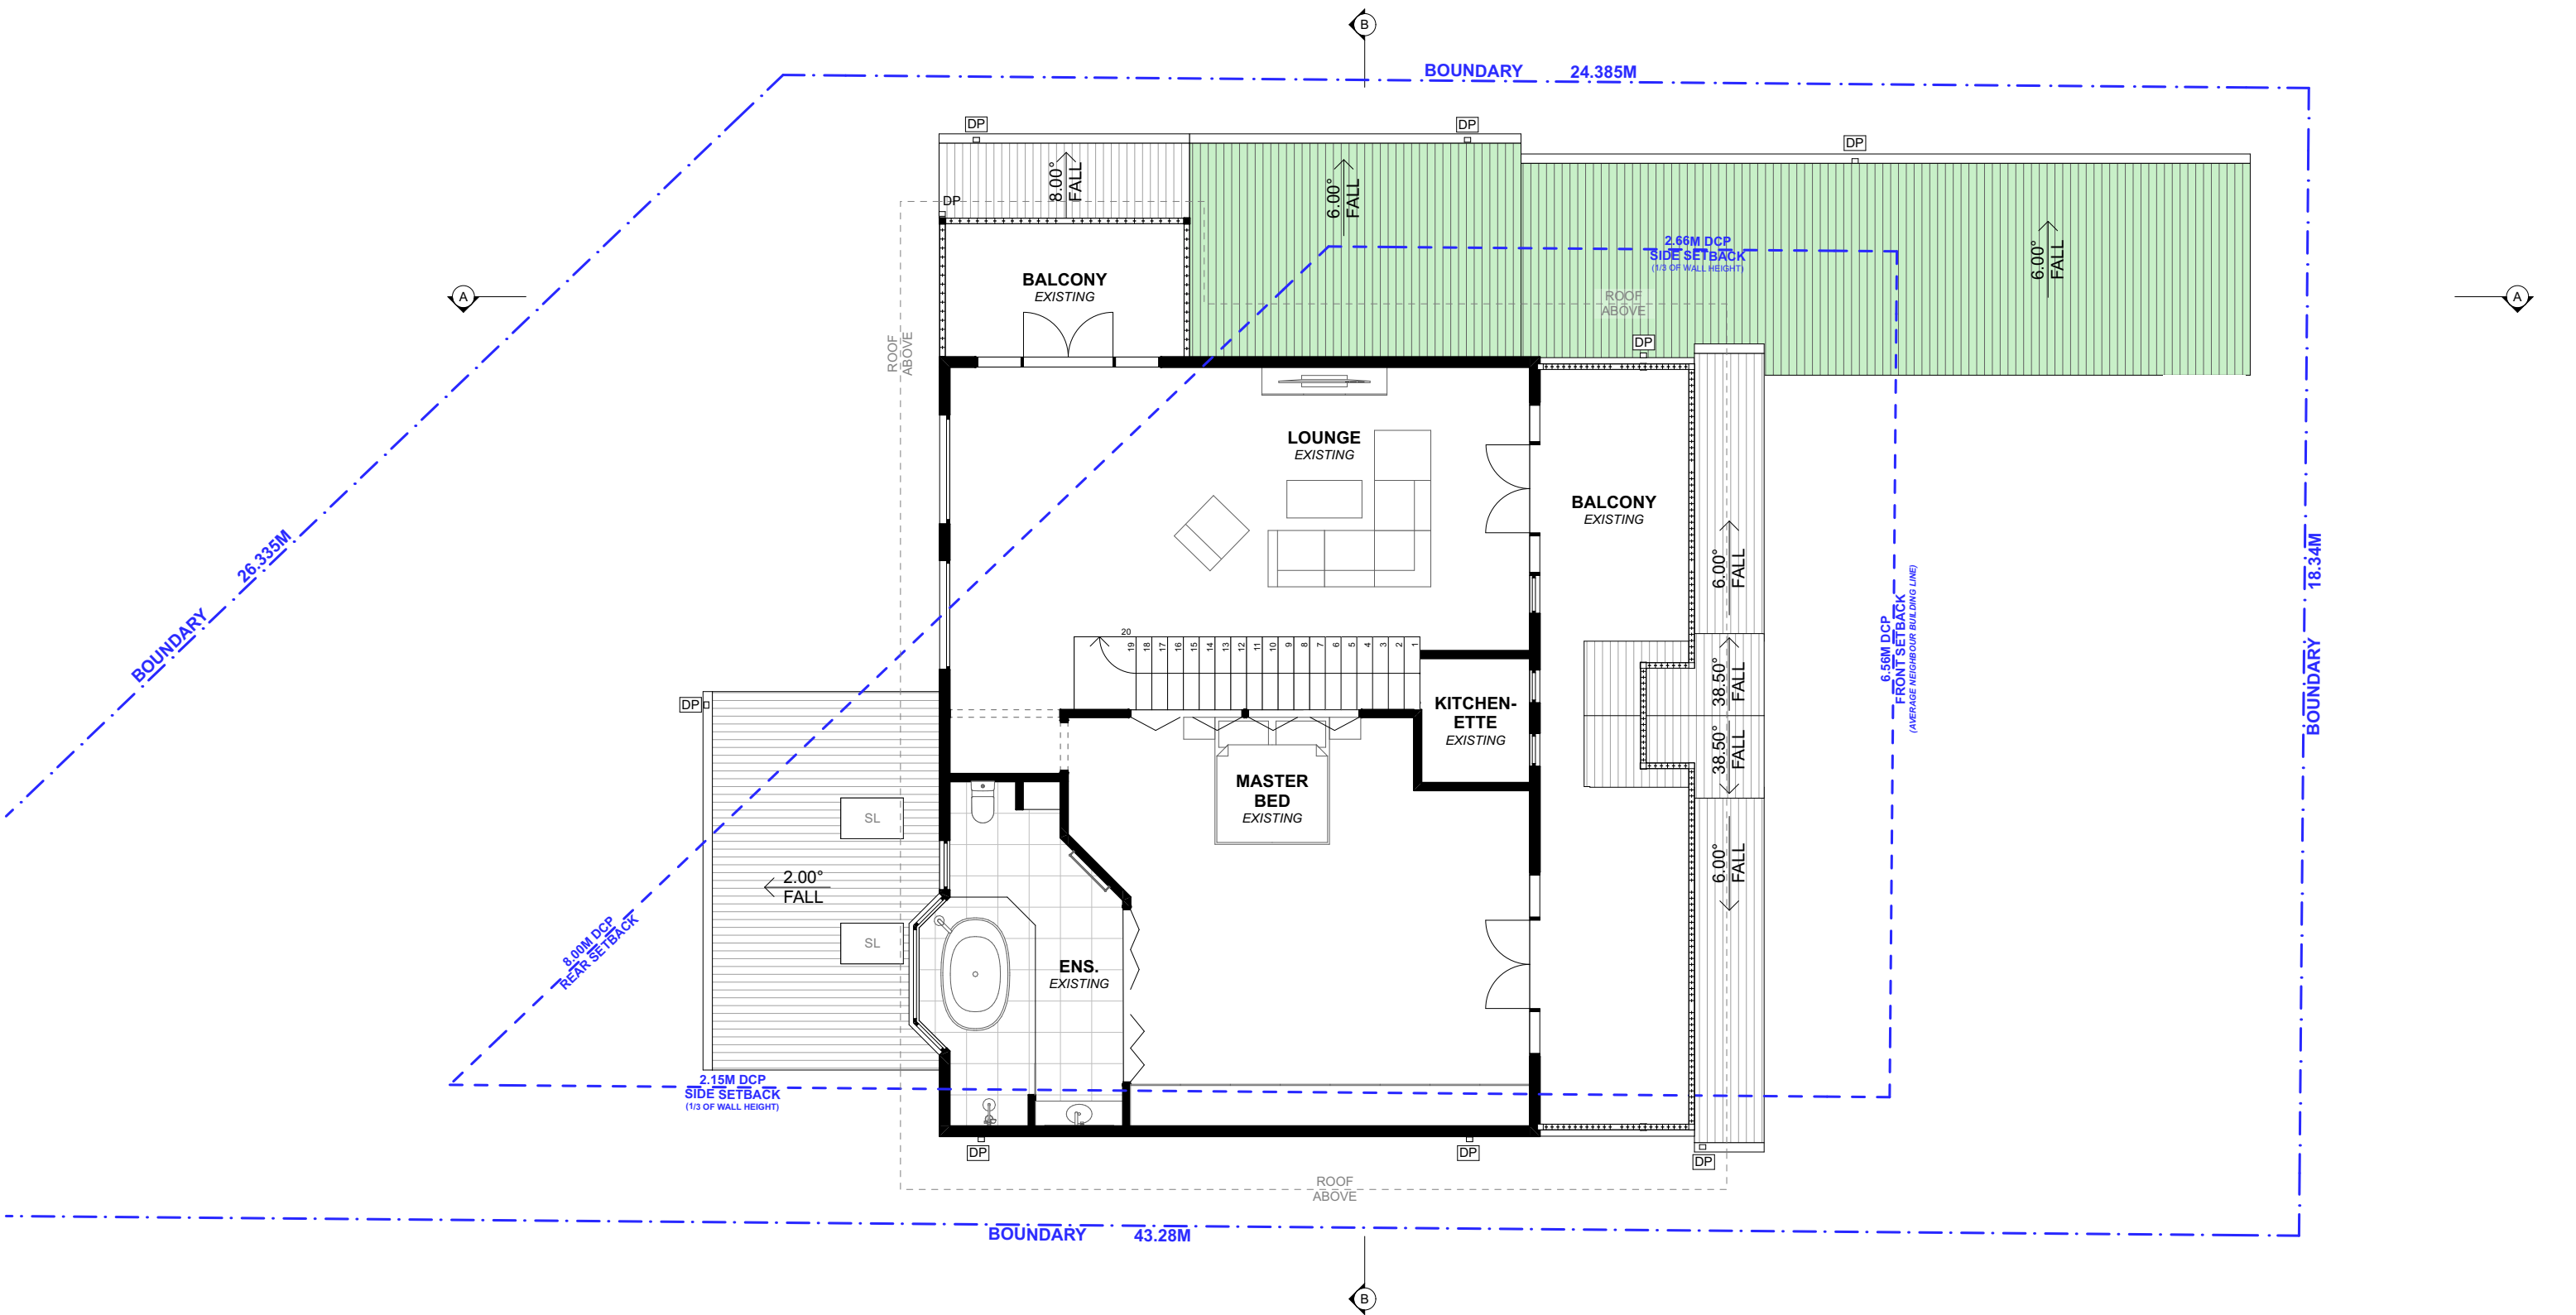 B
BOUNDARY 24.385M
DP
DP
DP
8.00°
FALL
6.00°
FALL
DP
2.66M DCP
SIDE SETBACK
(1/3 OF WALL HEIGHT)
6.00°
FALL
BALCONY
EXISTING
A
A
ROOF
ABOVE
ROOF
ABOVE
DP
LOUNGE
EXISTING
BALCONY
EXISTING
26.335M
BOUNDARY
6.00°
FALL
18.34M
BOUNDARY
6.56M DCP
FRONT SETBACK
(AVERAGE NEIGHBOUR BUILDING LINE)
20
19
18
17
16
15
14
13
12
11
10
9
8
7
6
5
4
3
2
1
38.50°
FALL
38.50°
FALL
DP
KITCHEN-
ETTE
EXISTING
MASTER
BED
EXISTING
SL
6.00°
FALL
2.00°
FALL
SL
8.00M DCP
REAR SETBACK
ENS.
EXISTING
2.15M DCP
SIDE SETBACK
(1/3 OF WALL HEIGHT)
DP
DP
DP
ROOF
ABOVE
BOUNDARY 43.28M
B